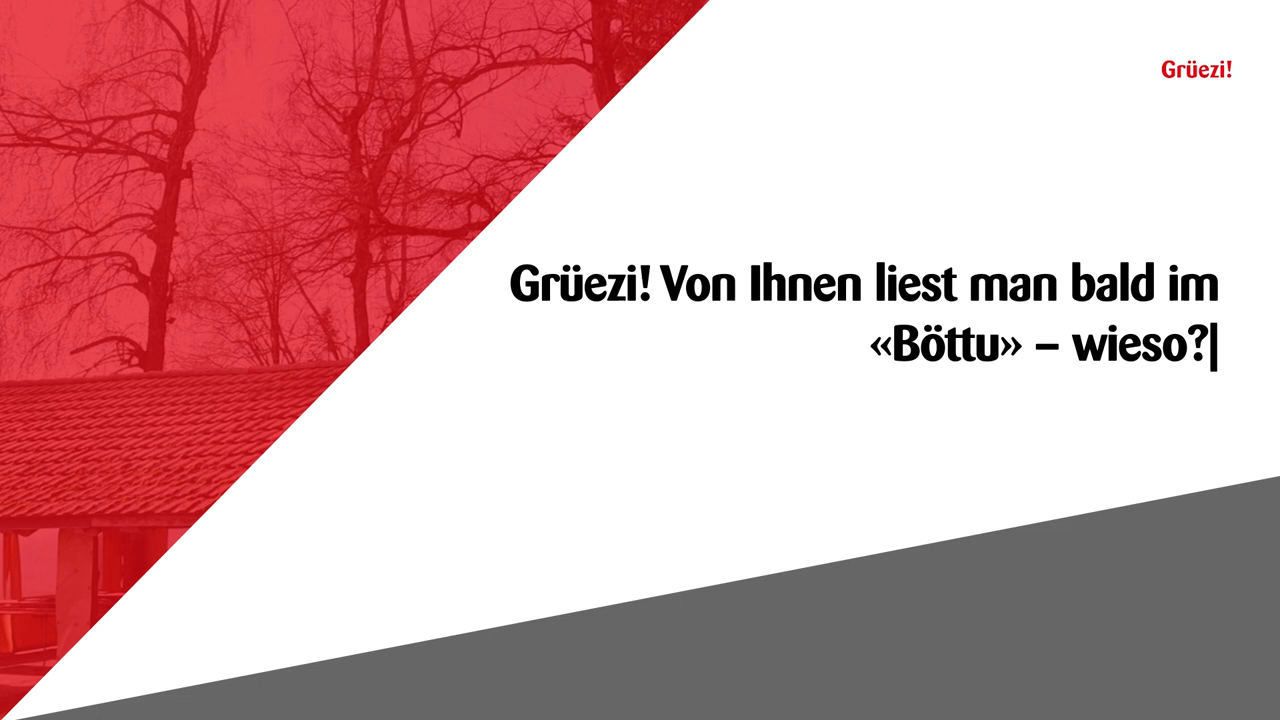 Grüezi!
Grüezi! Von Ihnen liest man bald im
«Böttu» – wieso?|